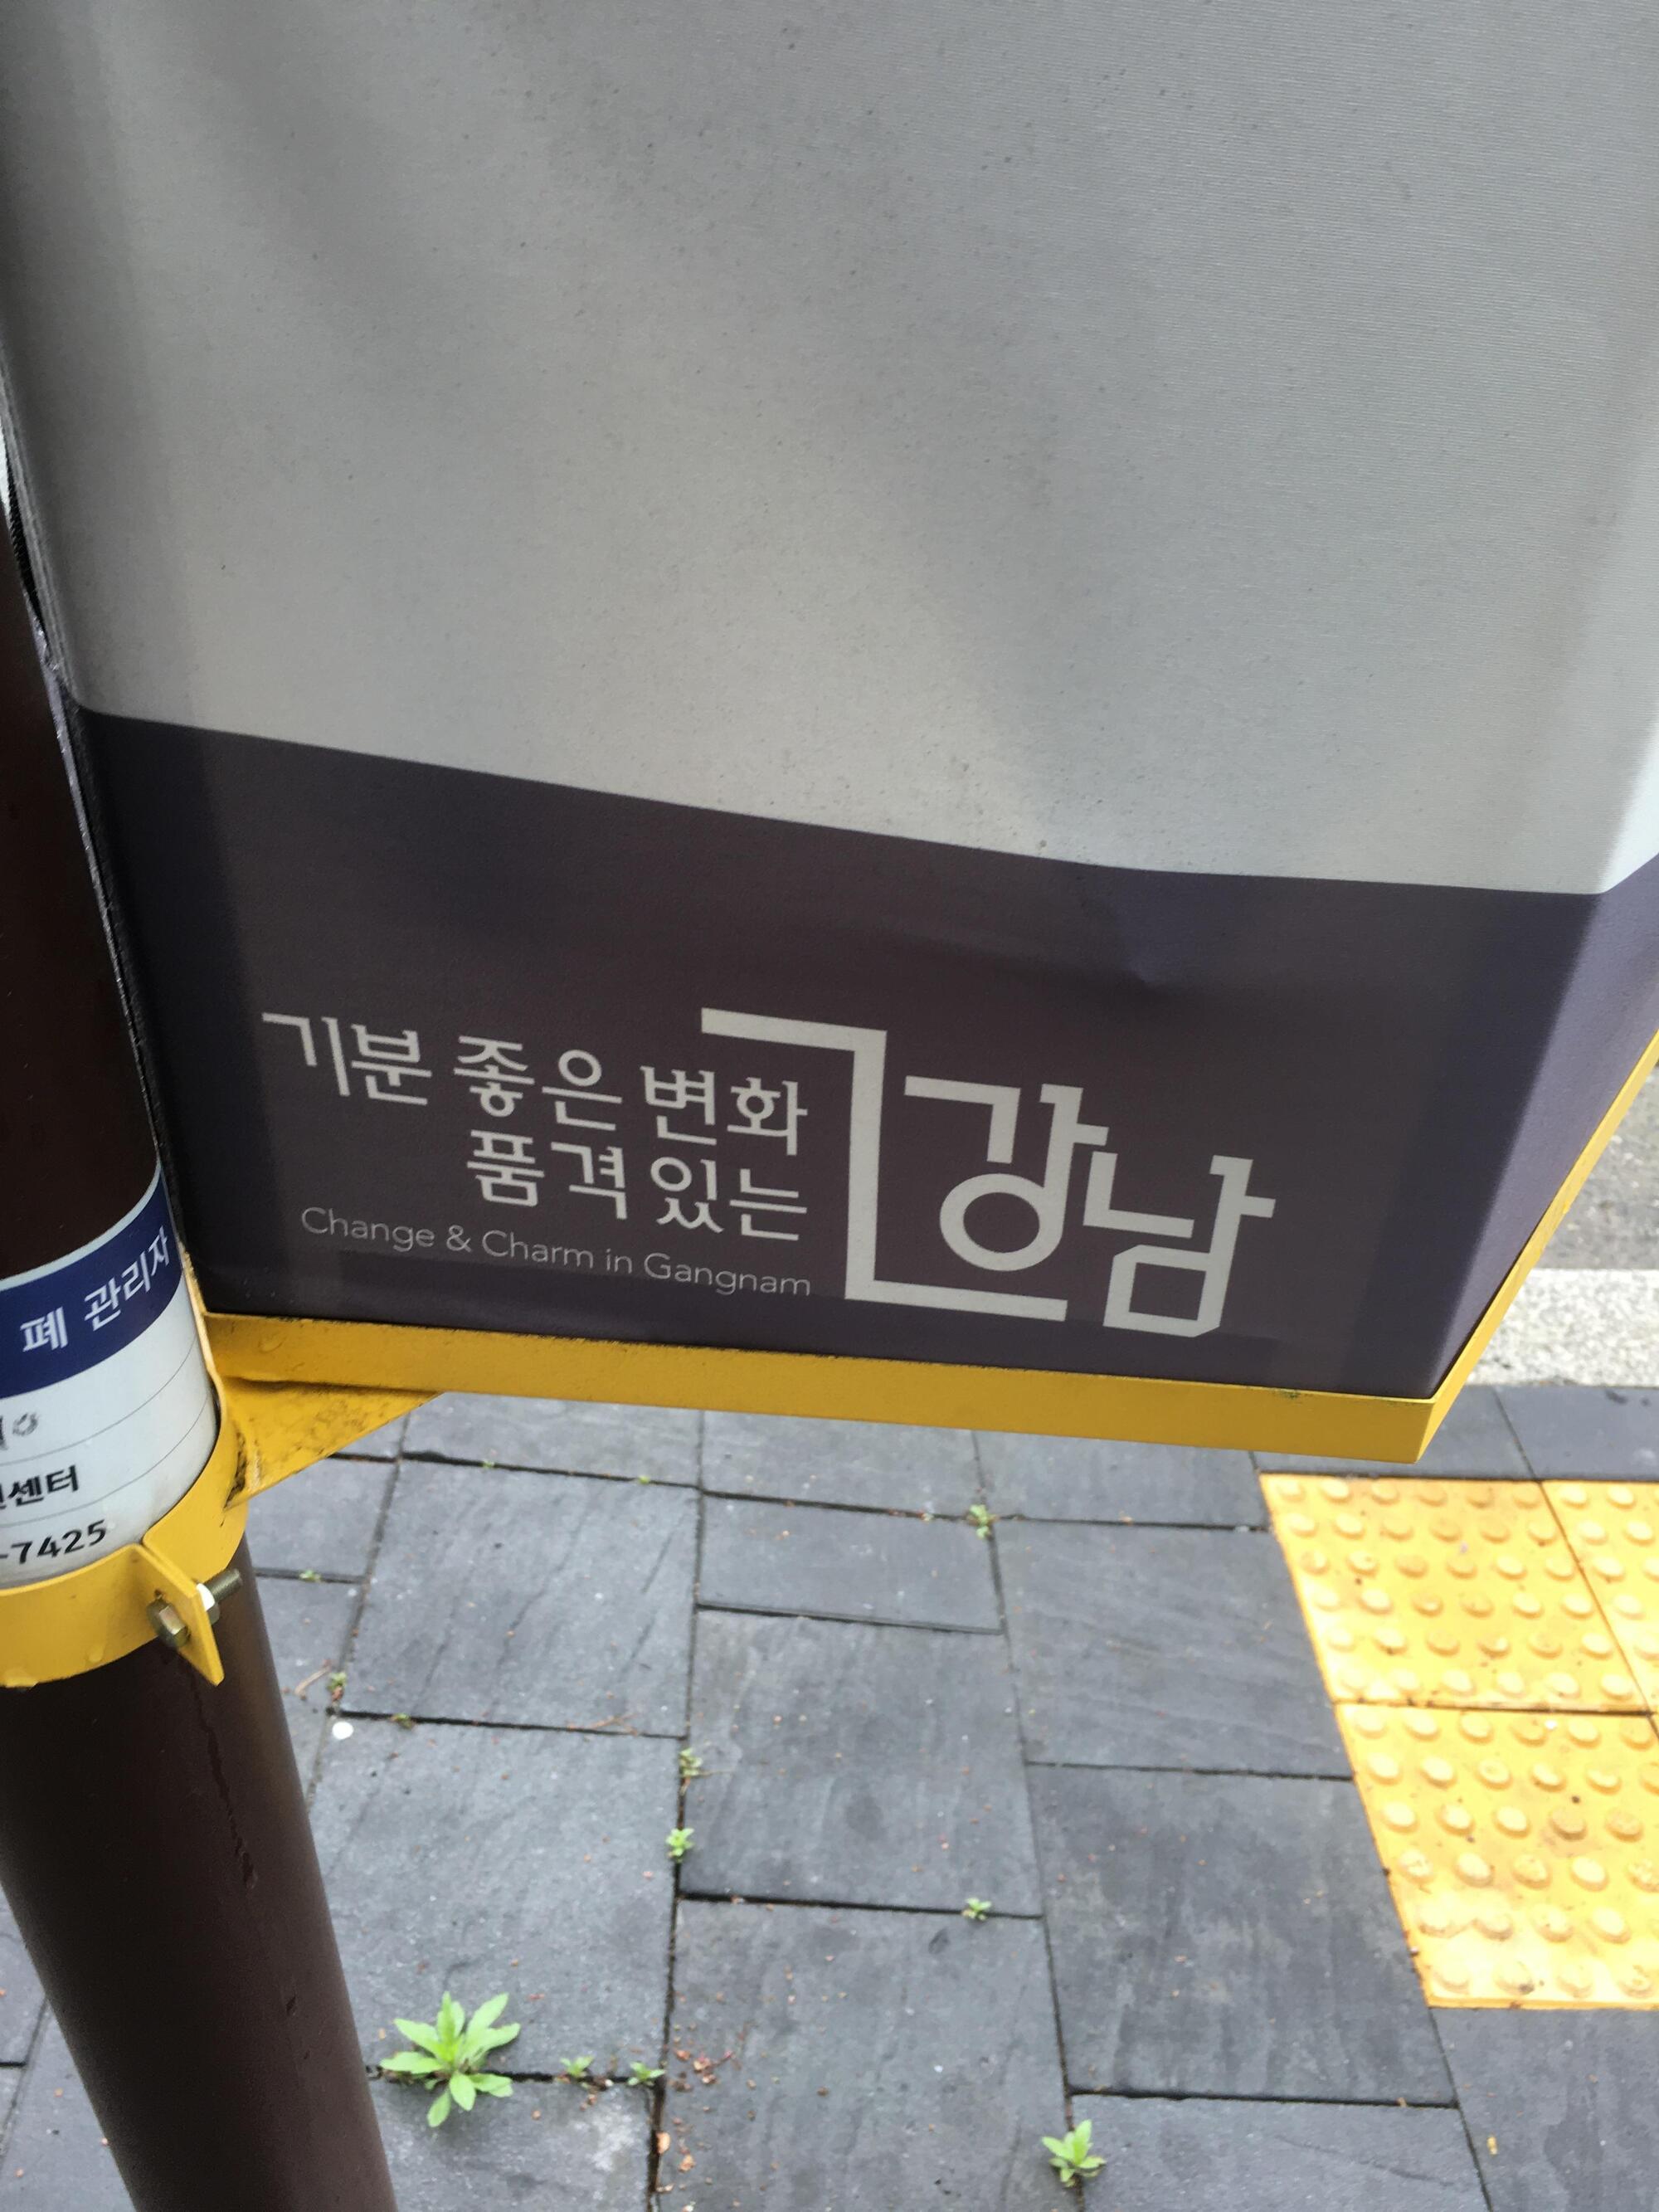 기분 좋은 변화
품격 있는
강남
Change & Charm in Gangnam
폐 관리자
센터
-7425